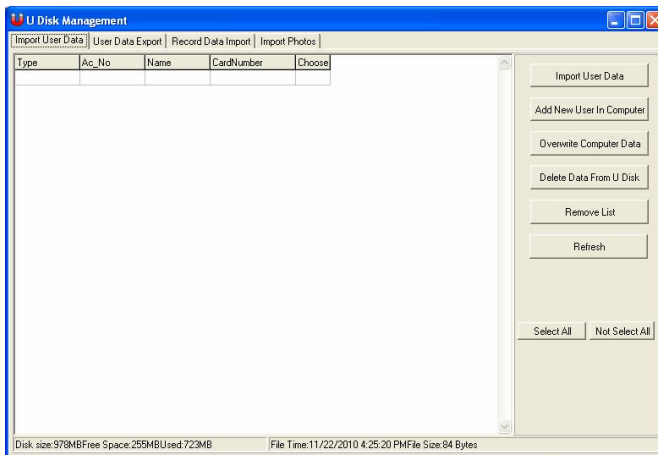 U Disk Management
Import User Data User Data Export Record Data Import Import Photos
Type Ac_No Name CardNumber Choose
Import User Data
Add New User In Computer
Overwrite Computer Data
Delete Data From U Disk
Remove List
Refresh
Select All Not Select All
Disk size:978MBFree Space:255MBUsed:723MB File Time:11/22/2010 4:25:20 PMFile Size:84 Bytes